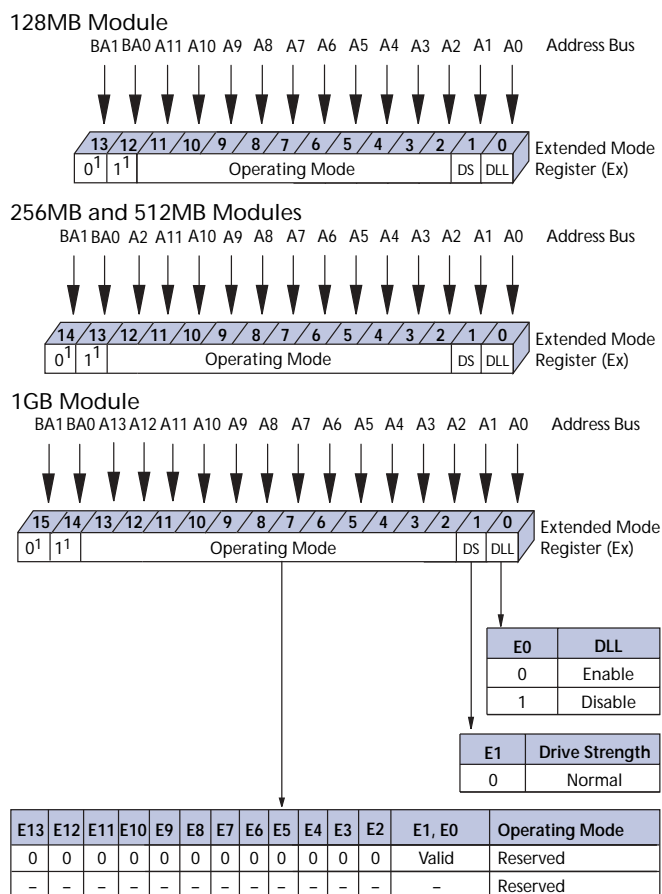 128MB Module
BA1 BA0 A11 A10 A9 A8 A7 A6 A5 A4 A3 A2 A1 A0 Address Bus
13 12 11 10 9 8 7 6 5 4 3 2 1 0 Extended Mode
0¹ 1¹ Operating Mode DS DLL Register (Ex)
256MB and 512MB Modules
BA1 BA0 A2 A11 A10 A9 A8 A7 A6 A5 A4 A3 A2 A1 A0 Address Bus
14 13 12 11 10 9 8 7 6 5 4 3 2 1 0 Extended Mode
0¹ 1¹ Operating Mode DS DLL Register (Ex)
1GB Module
BA1 BA0 A13 A12 A11 A10 A9 A8 A7 A6 A5 A4 A3 A2 A1 A0 Address Bus
15 14 13 12 11 10 9 8 7 6 5 4 3 2 1 0 Extended Mode
0¹ 1¹ Operating Mode DS DLL Register (Ex)
E0 DLL
0 Enable
1 Disable
E1 Drive Strength
0 Normal
E13 E12 E11 E10 E9 E8 E7 E6 E5 E4 E3 E2 E1, E0 Operating Mode
0 0 0 0 0 0 0 0 0 0 0 0 Valid Reserved
– – – – – – – – – – – – – Reserved